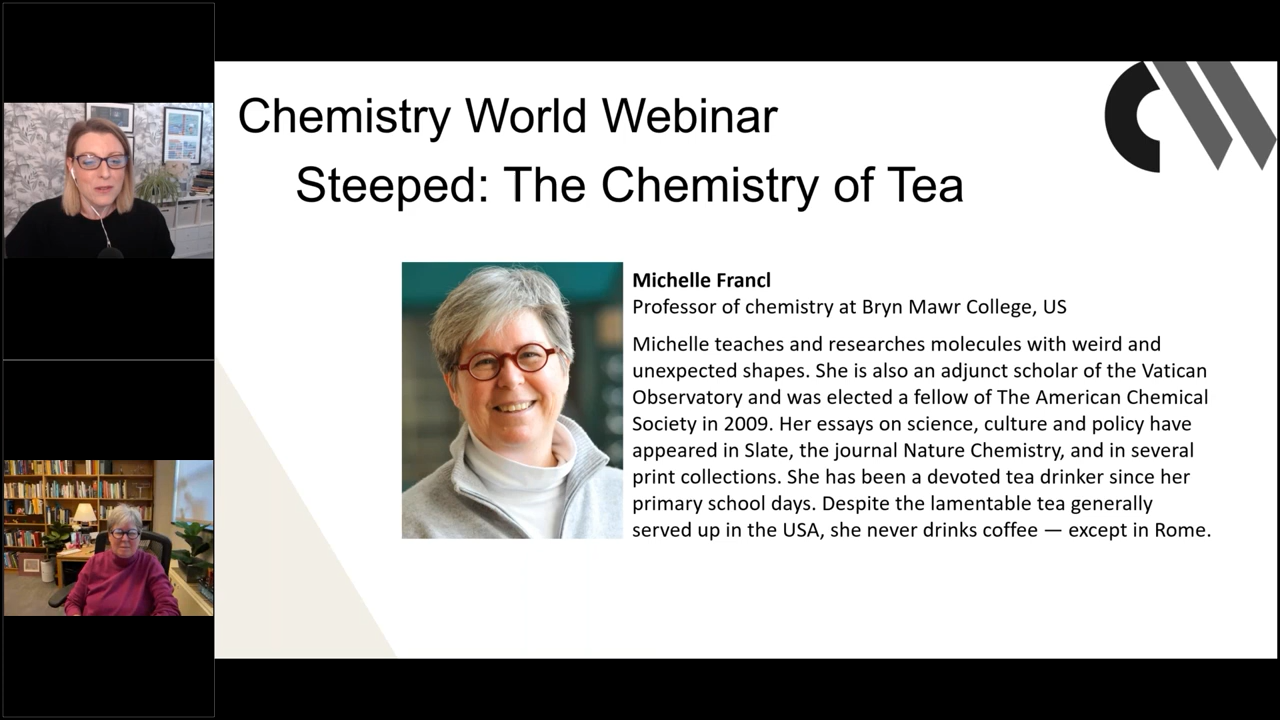 Chemistry World Webinar
Steeped: The Chemistry of Tea
Michelle Francl
Professor of chemistry at Bryn Mawr College, US
Michelle teaches and researches molecules with weird and
unexpected shapes. She is also an adjunct scholar of the Vatican
Observatory and was elected a fellow of The American Chemical
Society in 2009. Her essays on science, culture and policy have
appeared in Slate, the journal Nature Chemistry, and in several
print collections. She has been a devoted tea drinker since her
primary school days. Despite the lamentable tea generally
served up in the USA, she never drinks coffee — except in Rome.